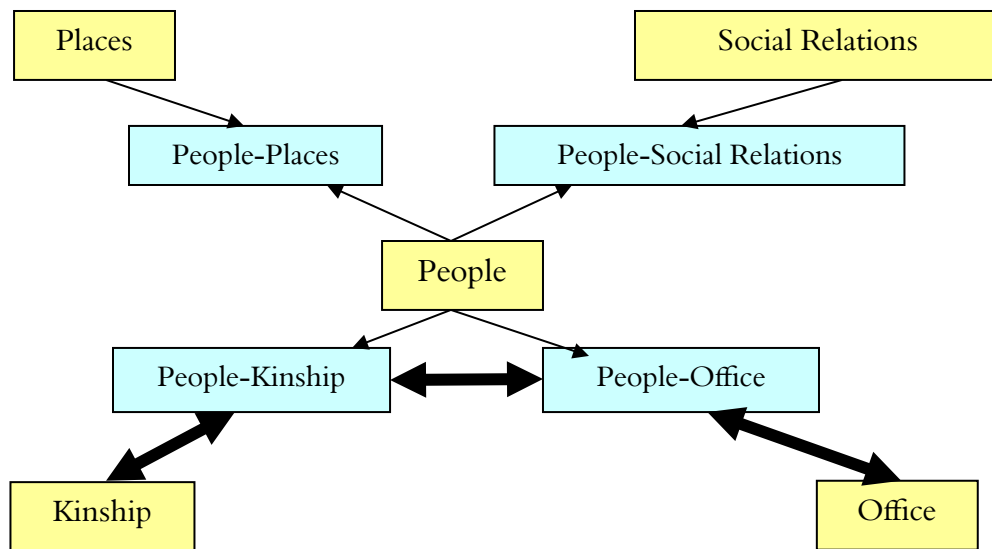 Places
Social Relations
People-Places
People-Social Relations
People
People-Kinship
People-Office
Kinship
Office